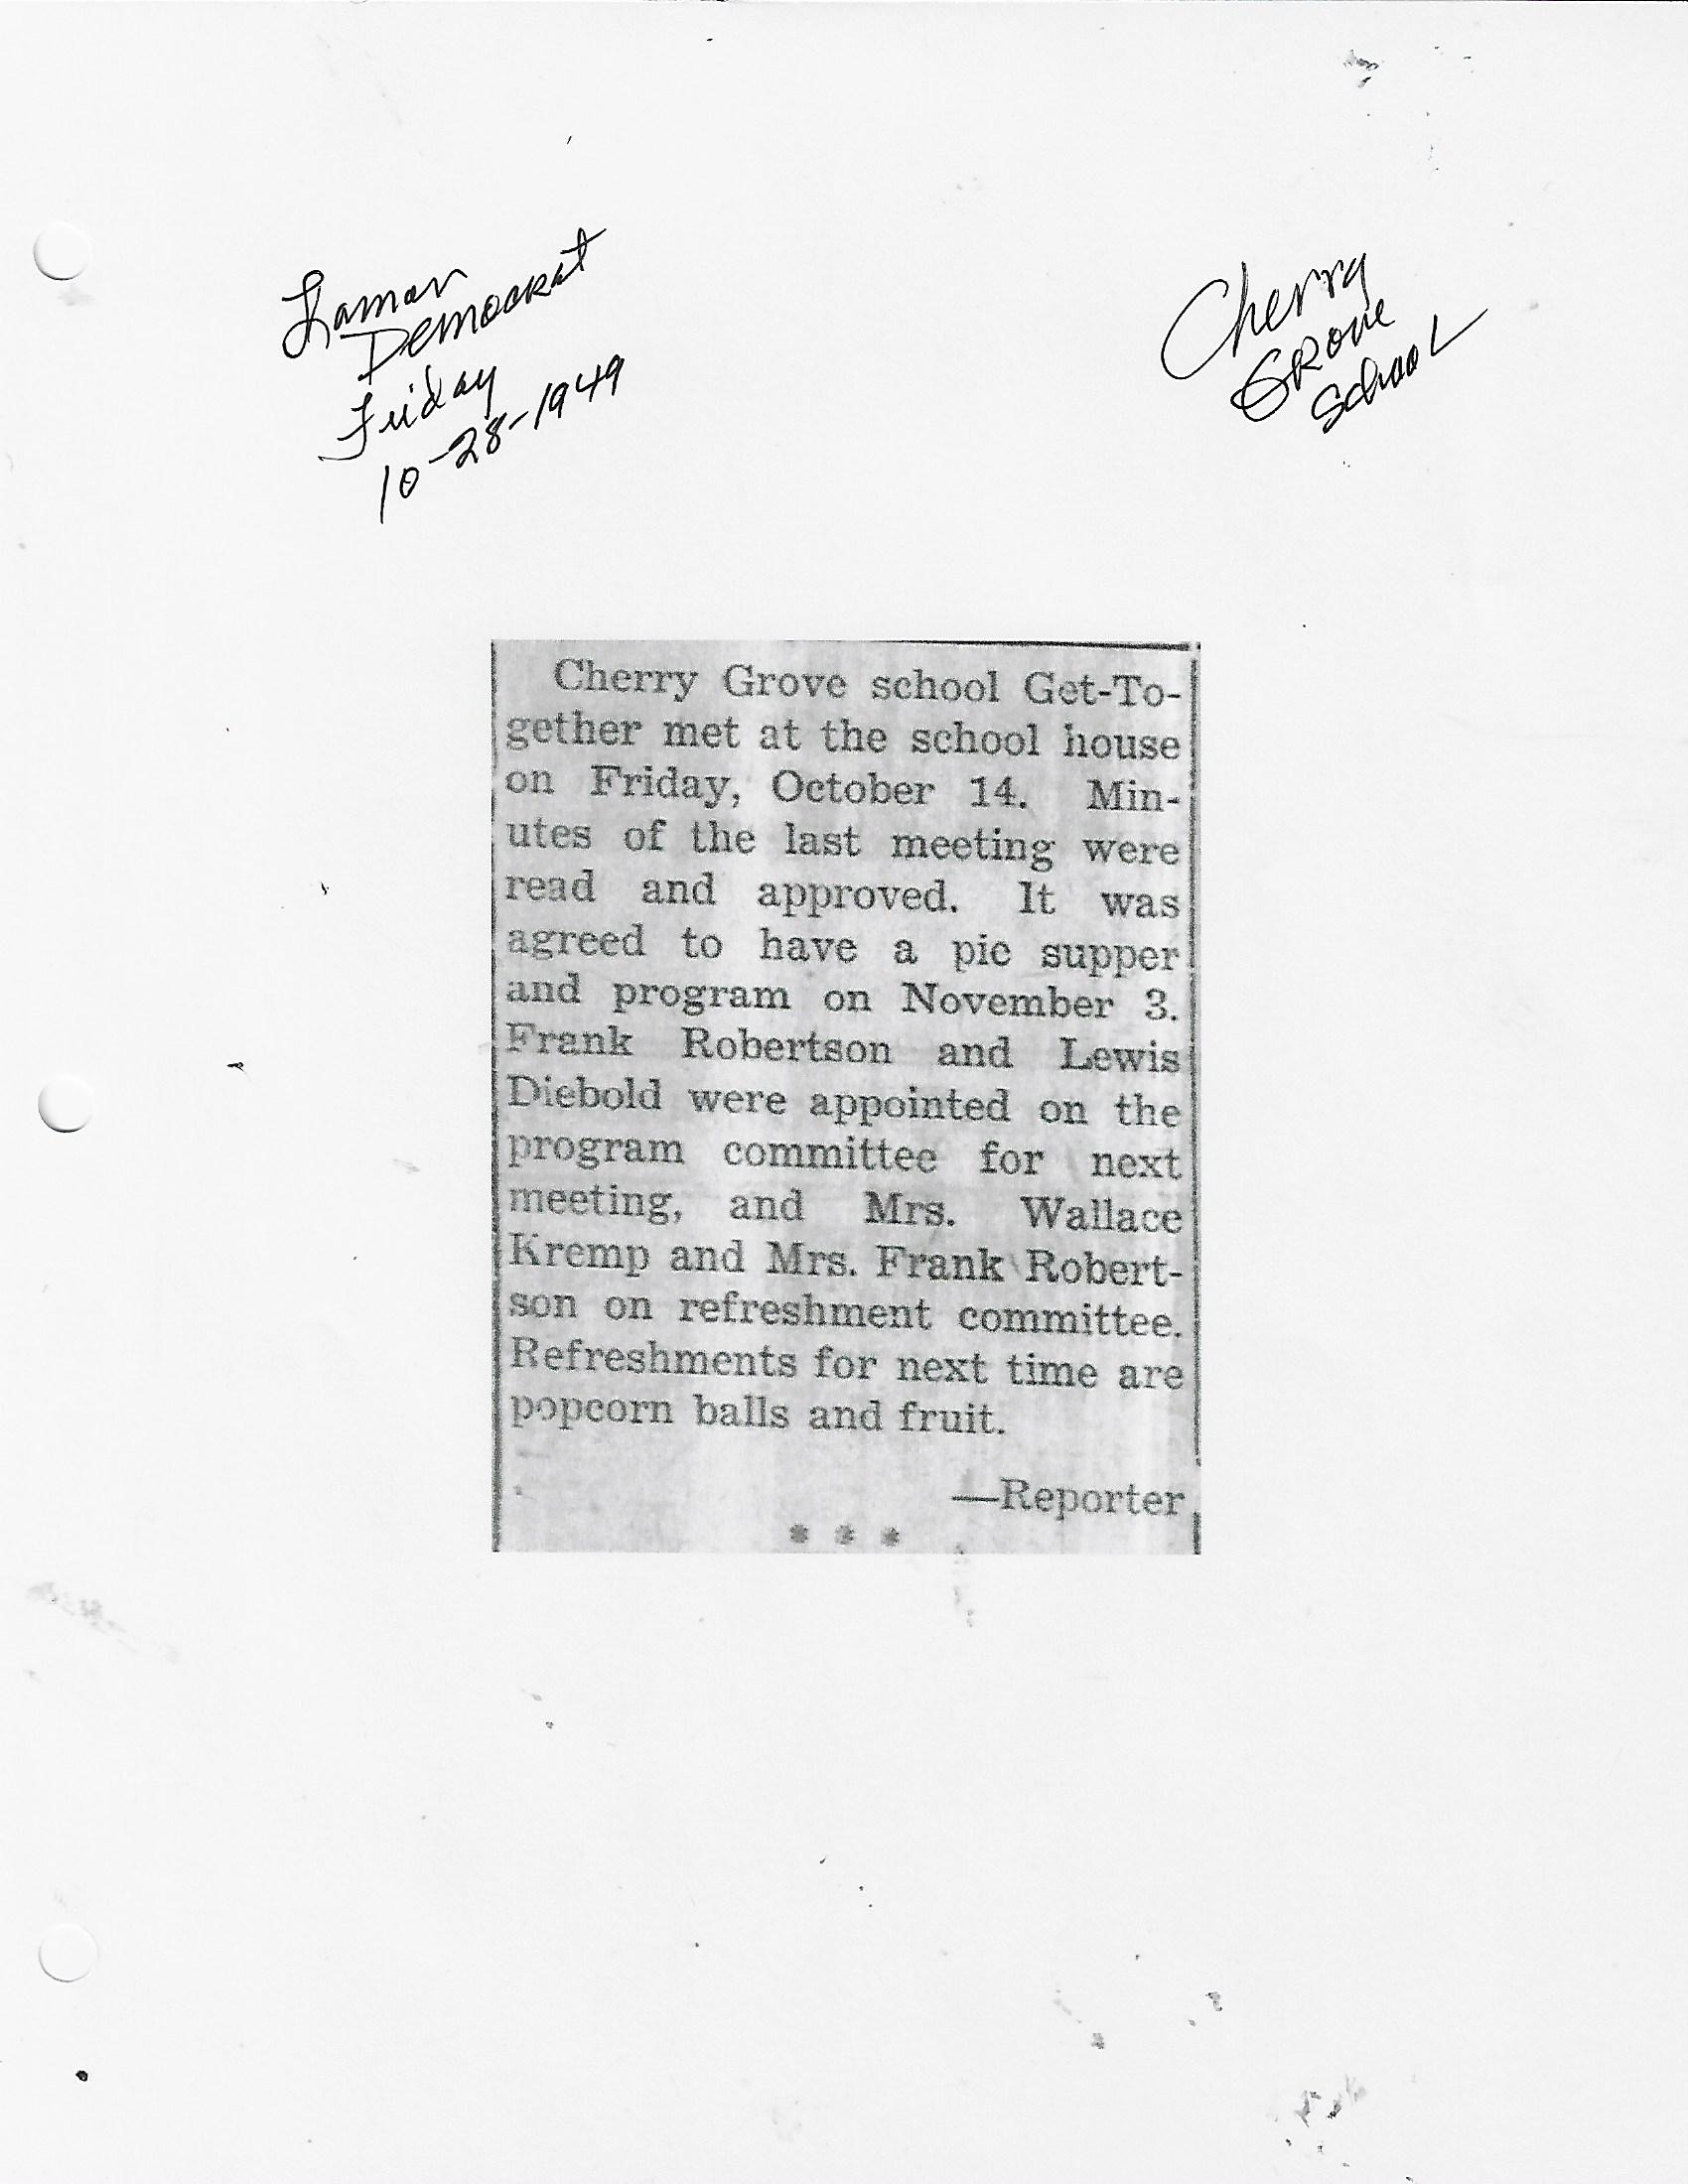 Lamar
Democrat
Friday
10-28-1949
Cherry
Grove
School
Cherry Grove school Get-To-
gether met at the school house
on Friday, October 14. Min-
utes of the last meeting were
read and approved. It was
agreed to have a pie supper
and program on November 3.
Frank Robertson and Lewis
Diebold were appointed on the
program committee for next
meeting, and Mrs. Wallace
Kremp and Mrs. Frank Robert-
son on refreshment committee.
Refreshments for next time are
popcorn balls and fruit.
—Reporter
* * *